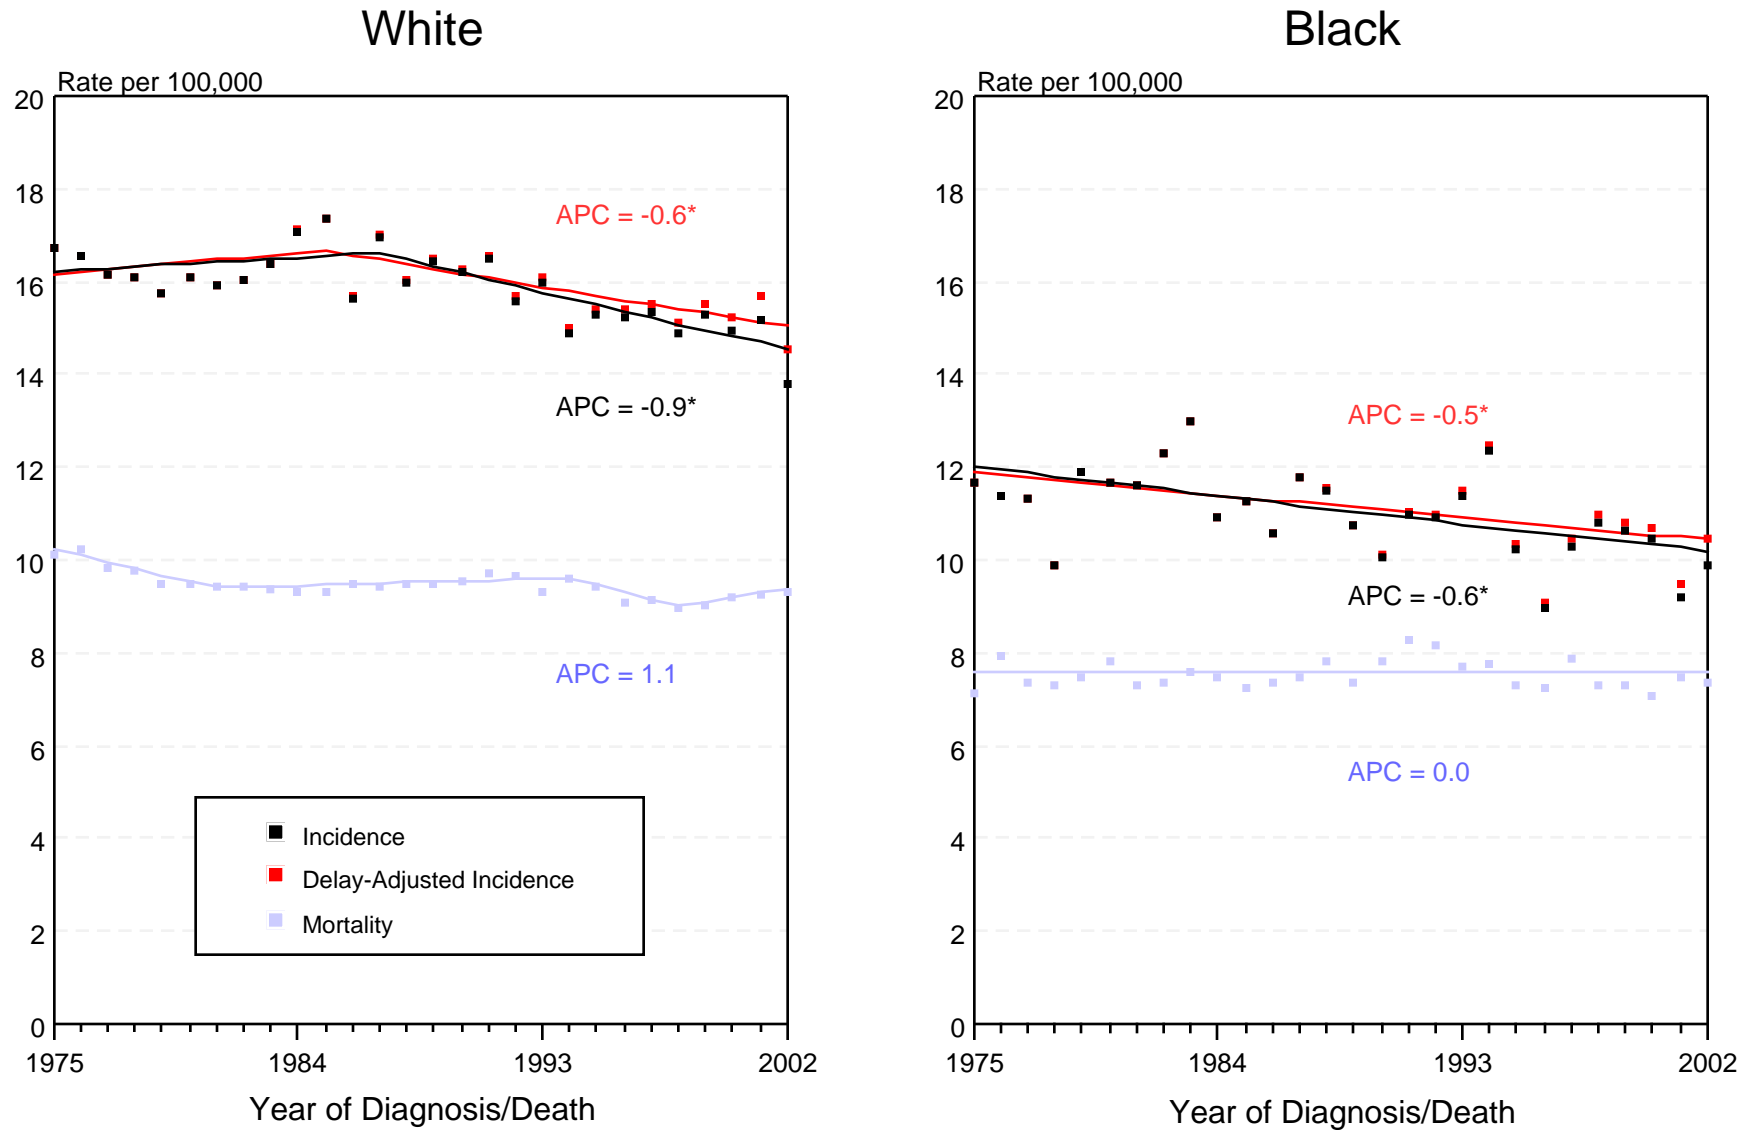 White
Rate per 100,000
20
18
16
14
12
10
8
6
4
2
0
APC = -0.6*
APC = -0.9*
APC = 1.1
Incidence
Delay-Adjusted Incidence
Mortality
1975 1984 1993 2002
Year of Diagnosis/Death
Black
Rate per 100,000
20
18
16
14
12
10
8
6
4
2
0
APC = -0.5*
APC = -0.6*
APC = 0.0
1975 1984 1993 2002
Year of Diagnosis/Death